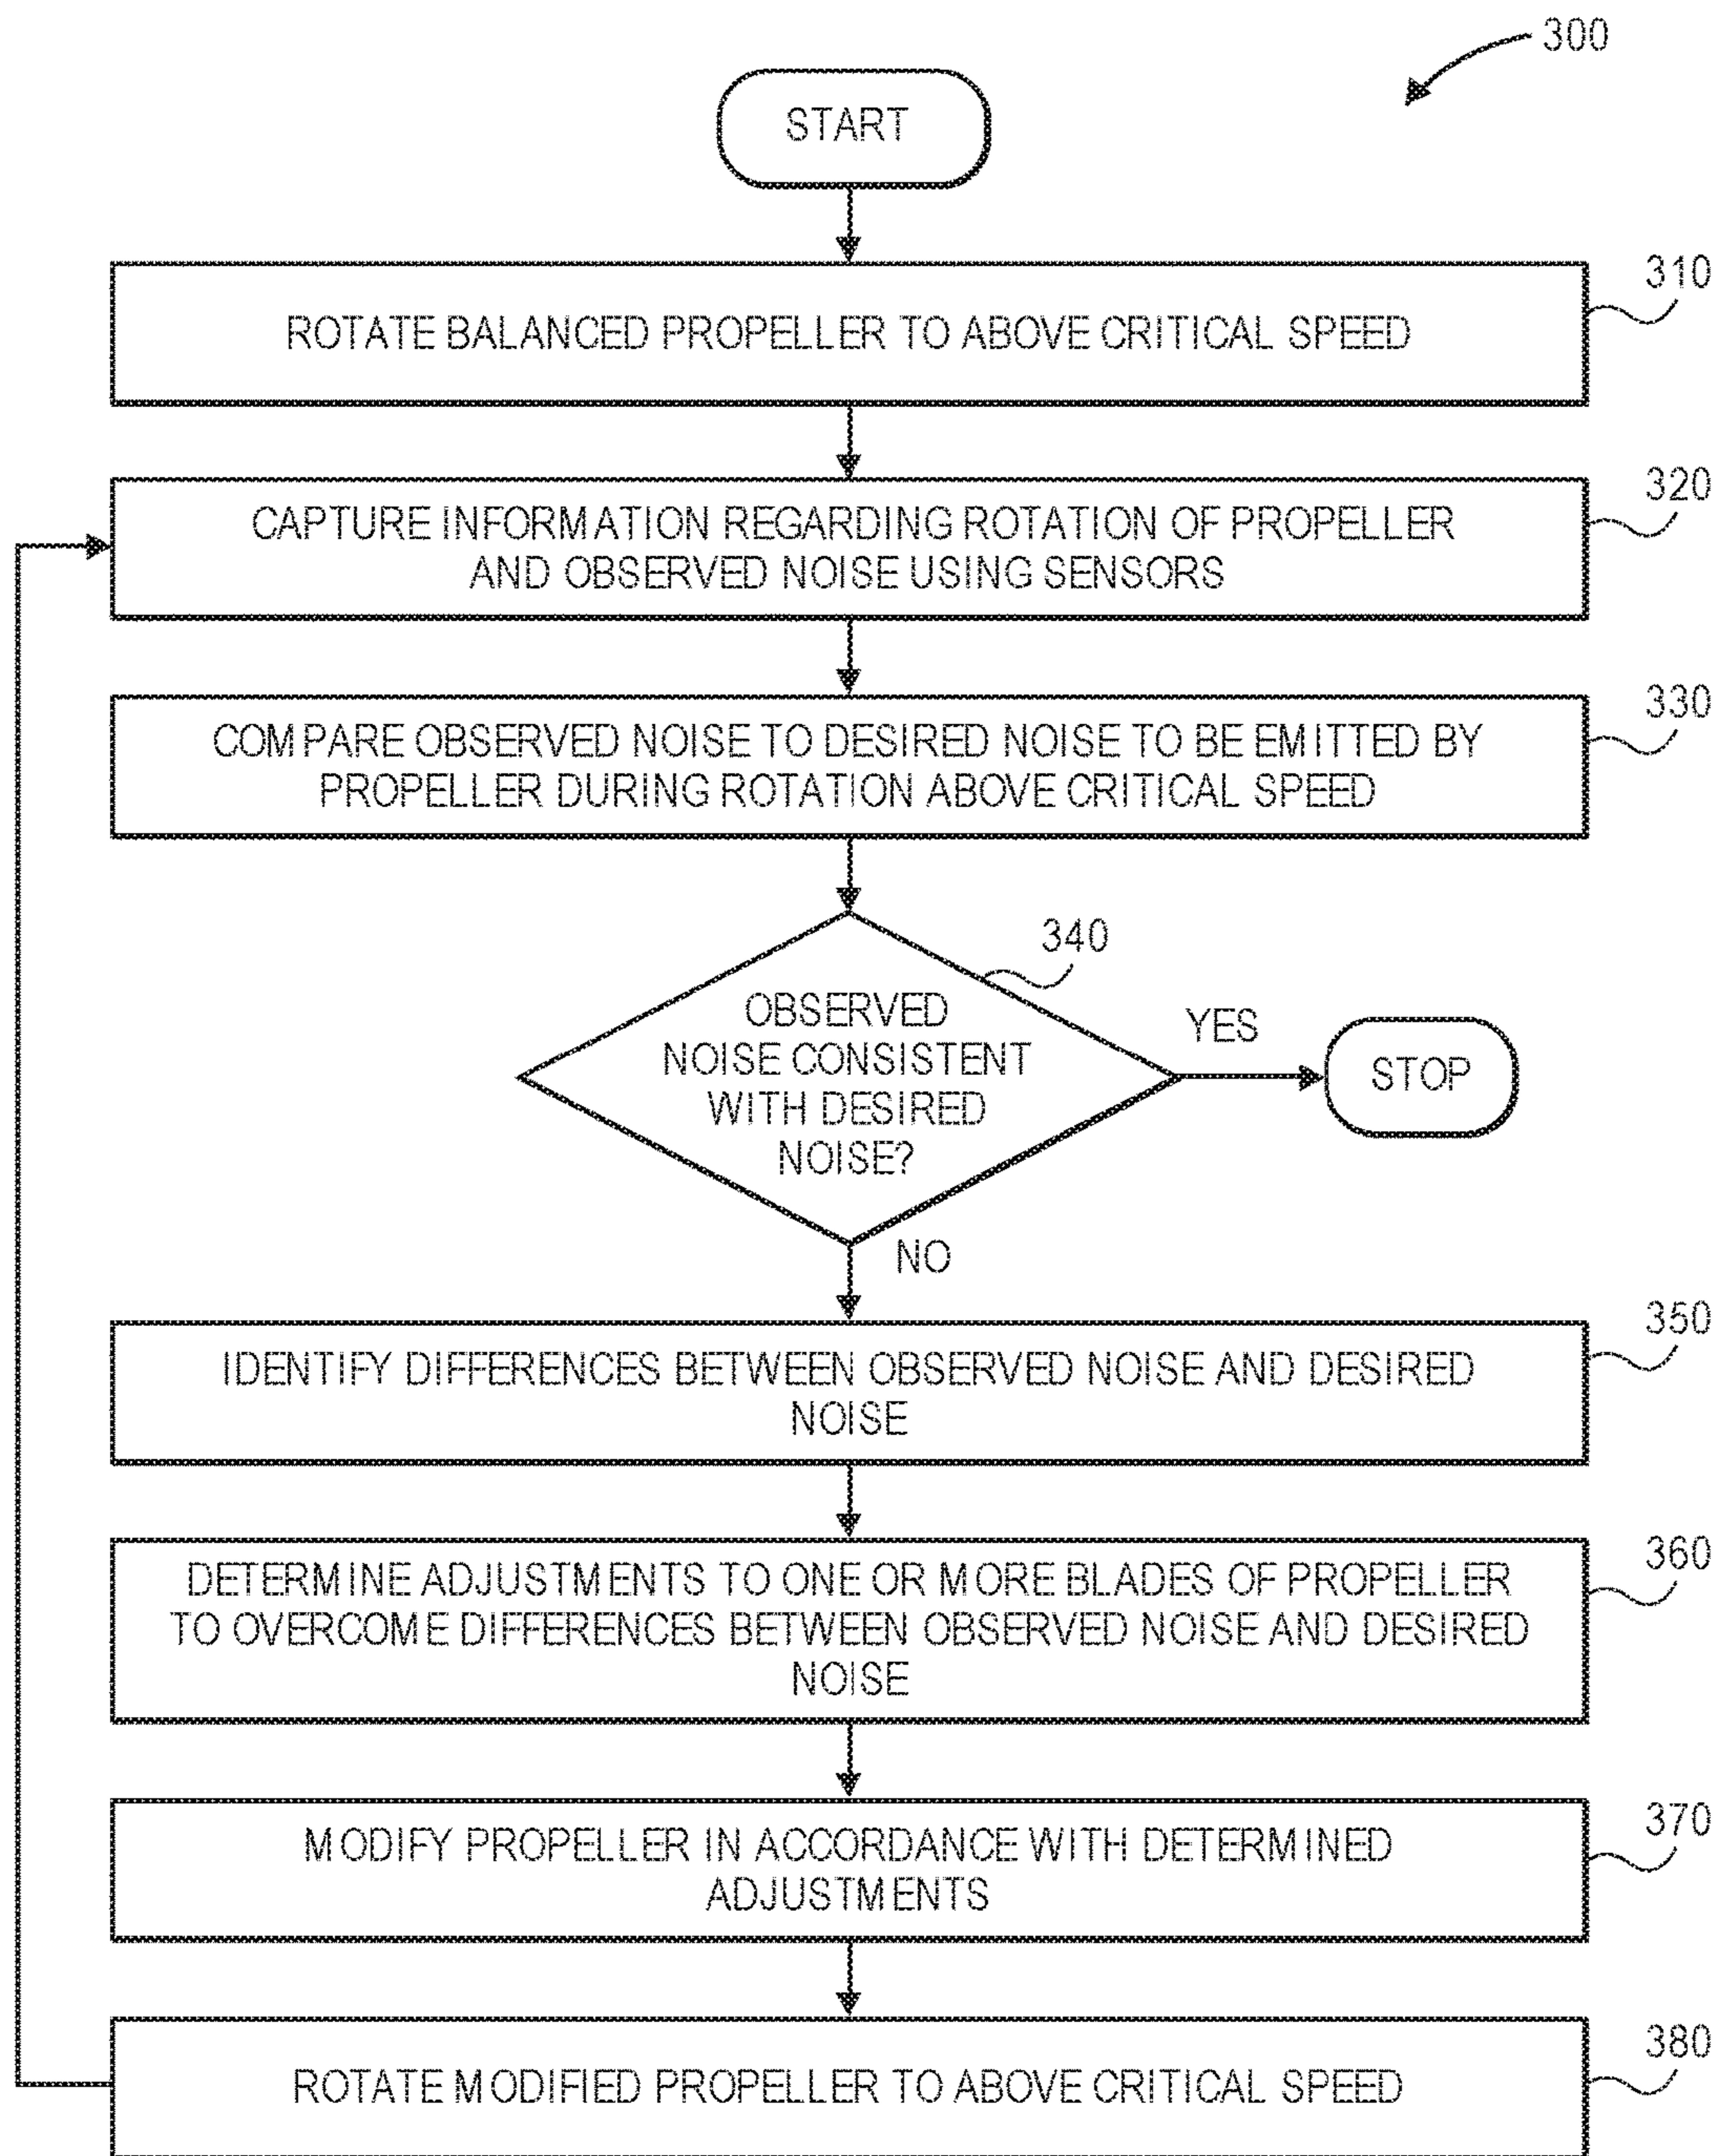 300
START
310
ROTATE BALANCED PROPELLER TO ABOVE CRITICAL SPEED
320
CAPTURE INFORMATION REGARDING ROTATION OF PROPELLER
AND OBSERVED NOISE USING SENSORS
330
COMPARE OBSERVED NOISE TO DESIRED NOISE TO BE EMITTED BY
PROPELLER DURING ROTATION ABOVE CRITICAL SPEED
340
OBSERVED
NOISE CONSISTENT
WITH DESIRED
NOISE?
YES
STOP
NO
350
IDENTIFY DIFFERENCES BETWEEN OBSERVED NOISE AND DESIRED
NOISE
360
DETERMINE ADJUSTMENTS TO ONE OR MORE BLADES OF PROPELLER
TO OVERCOME DIFFERENCES BETWEEN OBSERVED NOISE AND DESIRED
NOISE
370
MODIFY PROPELLER IN ACCORDANCE WITH DETERMINED
ADJUSTMENTS
380
ROTATE MODIFIED PROPELLER TO ABOVE CRITICAL SPEED